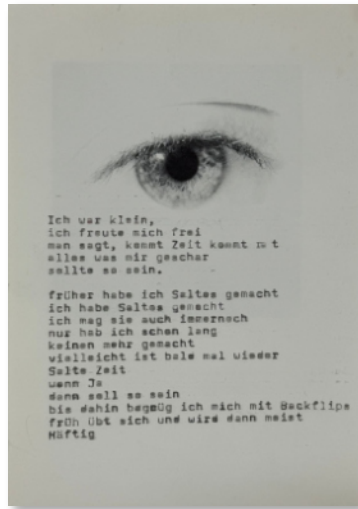 Ich war klein,
ich freute mich frei
man sagt, kommt Zeit kommt
alles was mir geschar
sollte so sein.
früher habe ich Saltos gemacht
ich habe Saltos gemacht
ich mag sie auch immernoch
nur hab ich schon lang
keinen mehr gemacht
vielleicht ist bale mal wieder
Salto Zeit
wenn Ja
dann soll so sein
bis dahin begnüg ich mich mit Backflips
früh übt sich und wird dann meist
Häftig